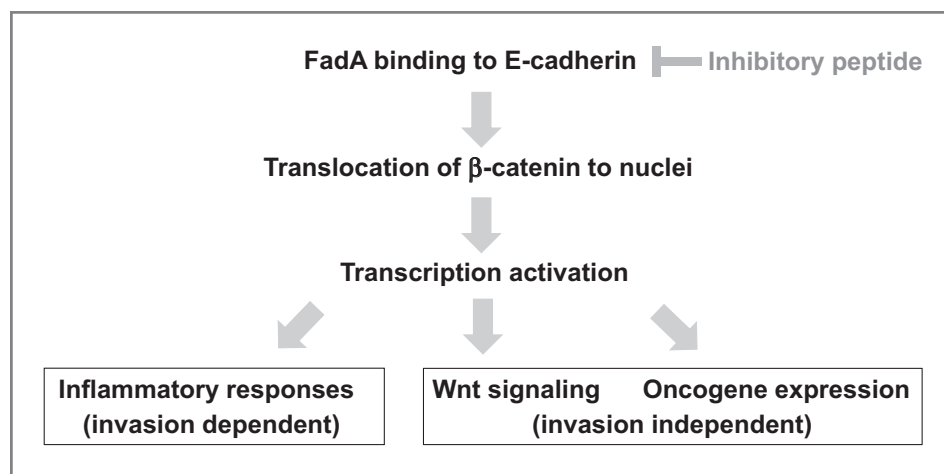 FadA binding to E-cadherin Inhibitory peptide
Translocation of β-catenin to nuclei
Transcription activation
Inflammatory responses
(invasion dependent)
Wnt signaling Oncogene expression
(invasion independent)